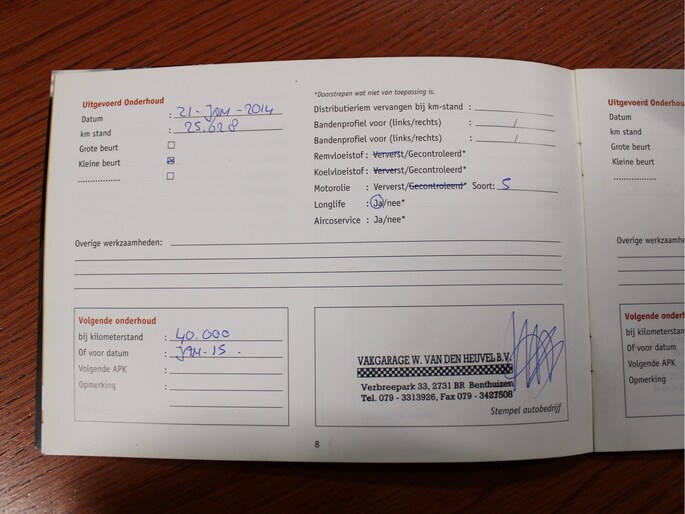 Uitgevoerd Onderhoud
Datum : 21-JAN-2014
km stand : 25.628
Grote beurt
Kleine beurt
..................
*Doorstrepen wat niet van toepassing is.
Distributieriem vervangen bij km-stand :
Bandenprofiel voor (links/rechts) : /
Bandenprofiel voor (links/rechts) : /
Remvloeistof : Ververst/Gecontroleerd*
Koelvloeistof : Ververst/Gecontroleerd*
Motorolie : Ververst/Gecontroleerd* Soort: 5
Longlife : Ja/nee*
Aircoservice : Ja/nee*
Overige werkzaamheden:
Volgende onderhoud
bij kilometerstand : 40.000
Of voor datum : JAN-15.
Volgende APK :
Opmerking :
VAKGARAGE W. VAN DEN HEUVEL B.V.
Verbreepark 33, 2731 BR Benthuizen
Tel. 079 - 3313926, Fax 079 - 3427508
Stempel autobedrijf
8
Uitgevoerd Onderhoud
Datum
km stand
Grote beurt
Kleine beurt
..................
Overige werkzaamhe
Volgende onderh
bij kilometersta
Of voor datum
Volgende APK
Opmerking